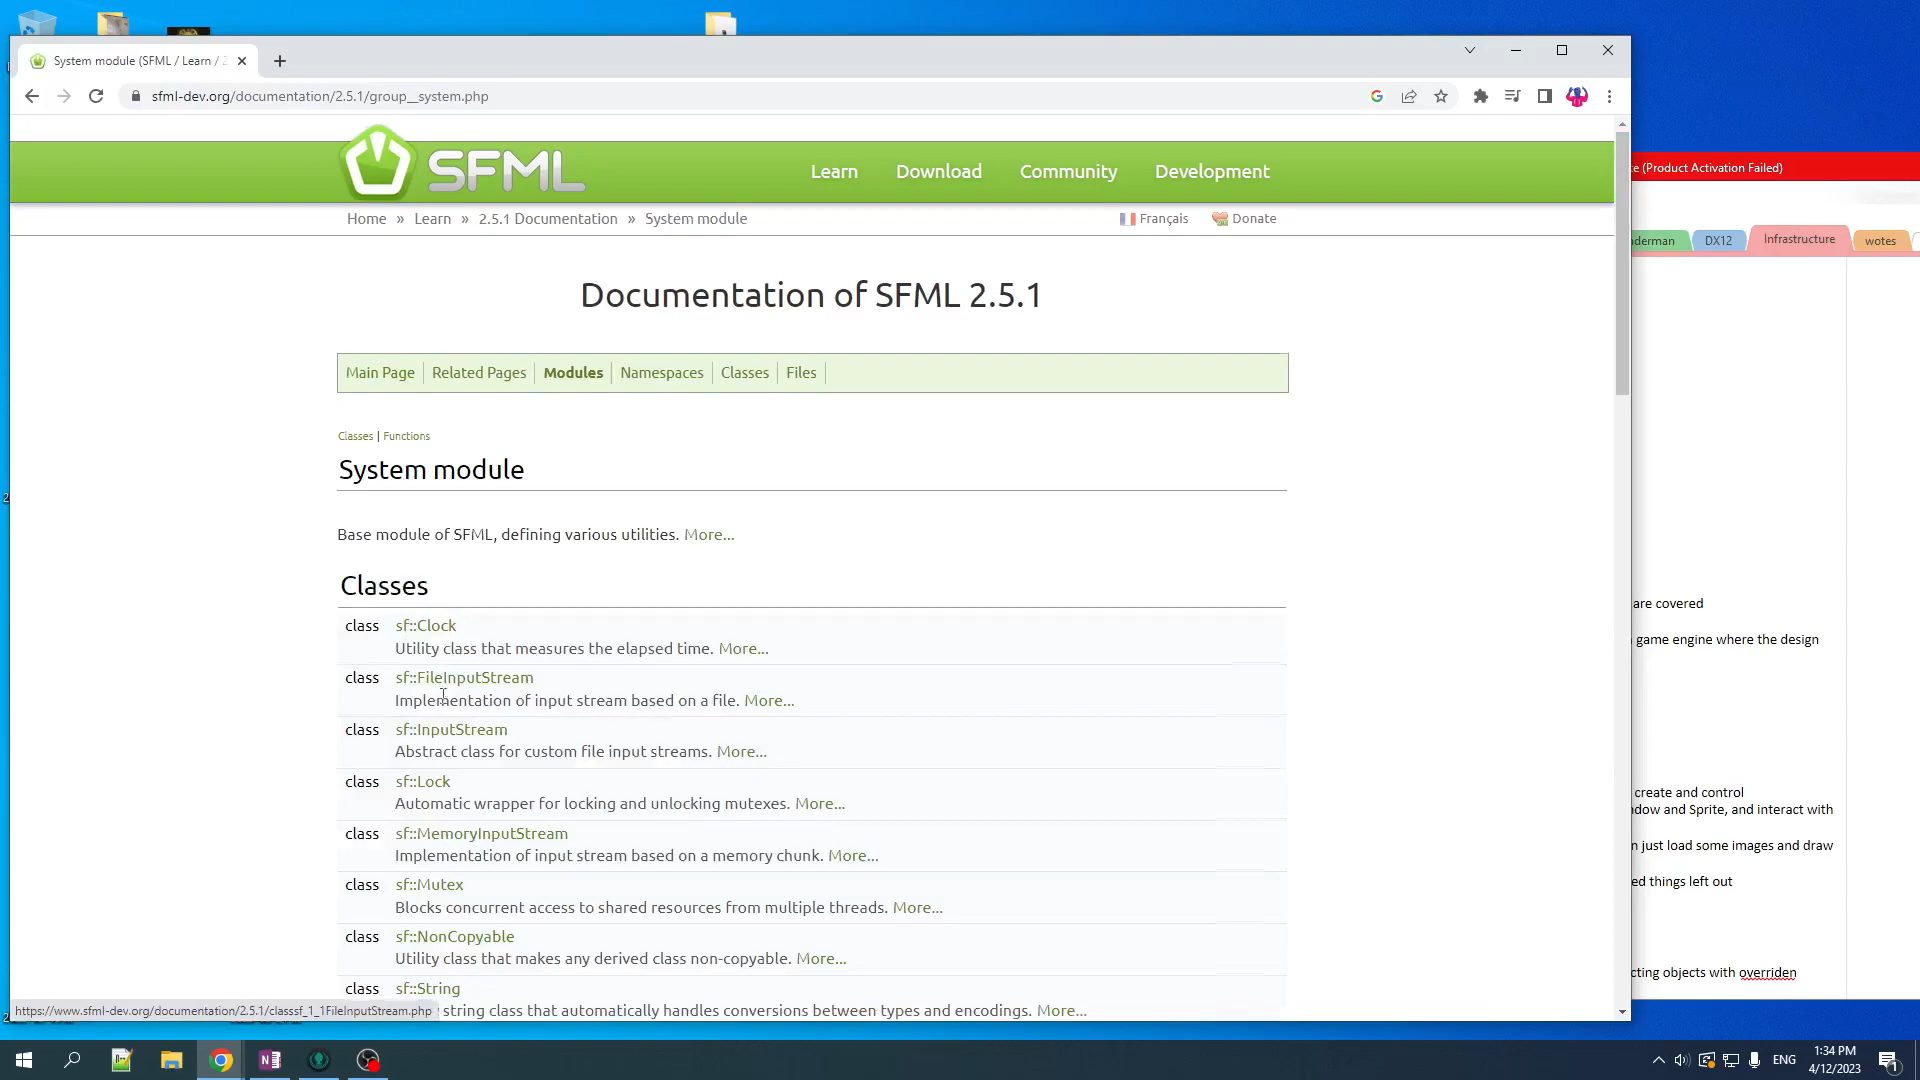 System module (SFML / Learn / 2
sfml-dev.org/documentation/2.5.1/group__system.php
SFML
Learn Download Community Development
Home » Learn » 2.5.1 Documentation » System module
Français Donate
Documentation of SFML 2.5.1
Main Page Related Pages Modules Namespaces Classes Files
Classes | Functions
System module
Base module of SFML, defining various utilities. More...
Classes
class sf::Clock
Utility class that measures the elapsed time. More...
class sf::FileInputStream
Implementation of input stream based on a file. More...
class sf::InputStream
Abstract class for custom file input streams. More...
class sf::Lock
Automatic wrapper for locking and unlocking mutexes. More...
class sf::MemoryInputStream
Implementation of input stream based on a memory chunk. More...
class sf::Mutex
Blocks concurrent access to shared resources from multiple threads. More...
class sf::NonCopyable
Utility class that makes any derived class non-copyable. More...
class sf::String
string class that automatically handles conversions between types and encodings. More...
https://www.sfml-dev.org/documentation/2.5.1/classsf_1_1FileInputStream.php
te (Product Activation Failed)
derman DX12 Infrastructure wotes
are covered
game engine where the design
create and control
ndow and Sprite, and interact with
n just load some images and draw
ed things left out
cting objects with overriden
ENG
1:34 PM
4/12/2023
1